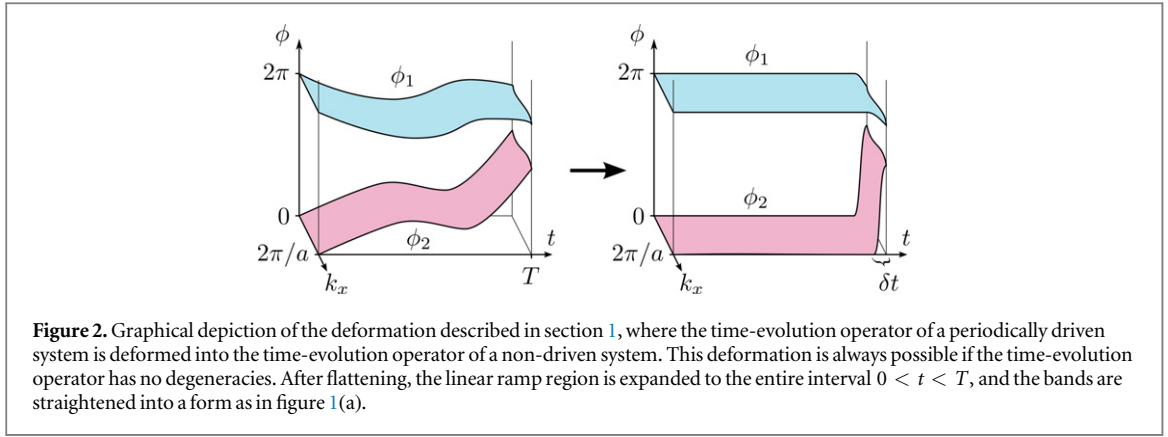 ϕ
2π
ϕ₁
0
ϕ₂
2π/a
kₓ
t
T
ϕ
2π
ϕ₁
0
ϕ₂
2π/a
kₓ
t
δt
Figure 2. Graphical depiction of the deformation described in section 1, where the time-evolution operator of a periodically driven
system is deformed into the time-evolution operator of a non-driven system. This deformation is always possible if the time-evolution
operator has no degeneracies. After flattening, the linear ramp region is expanded to the entire interval 0 < t < T, and the bands are
straightened into a form as in figure 1(a).